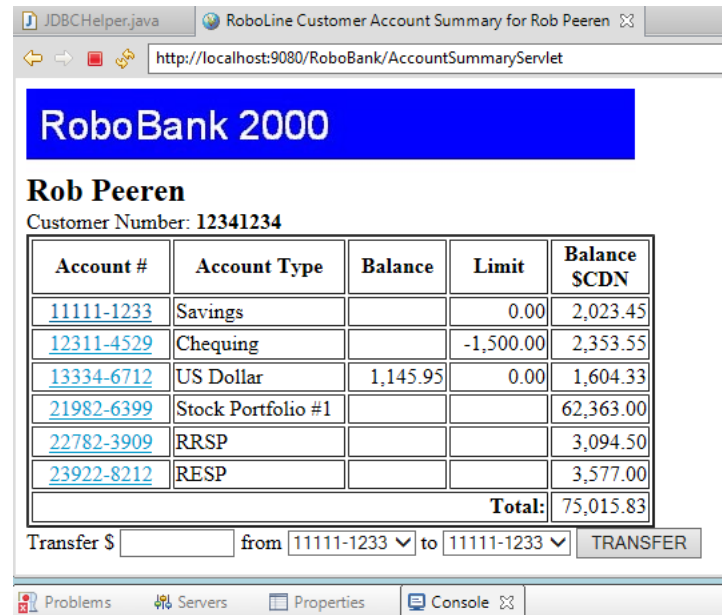 JDBCHelper.java RoboLine Customer Account Summary for Rob Peeren
http://localhost:9080/RoboBank/AccountSummaryServlet
RoboBank 2000
Rob Peeren
Customer Number: 12341234
Account # Account Type Balance Limit Balance $CDN
11111-1233 Savings 0.00 2,023.45
12311-4529 Chequing -1,500.00 2,353.55
13334-6712 US Dollar 1,145.95 0.00 1,604.33
21982-6399 Stock Portfolio #1 62,363.00
22782-3909 RRSP 3,094.50
23922-8212 RESP 3,577.00
Total: 75,015.83
Transfer $ from 11111-1233 to 11111-1233 TRANSFER
Problems Servers Properties Console